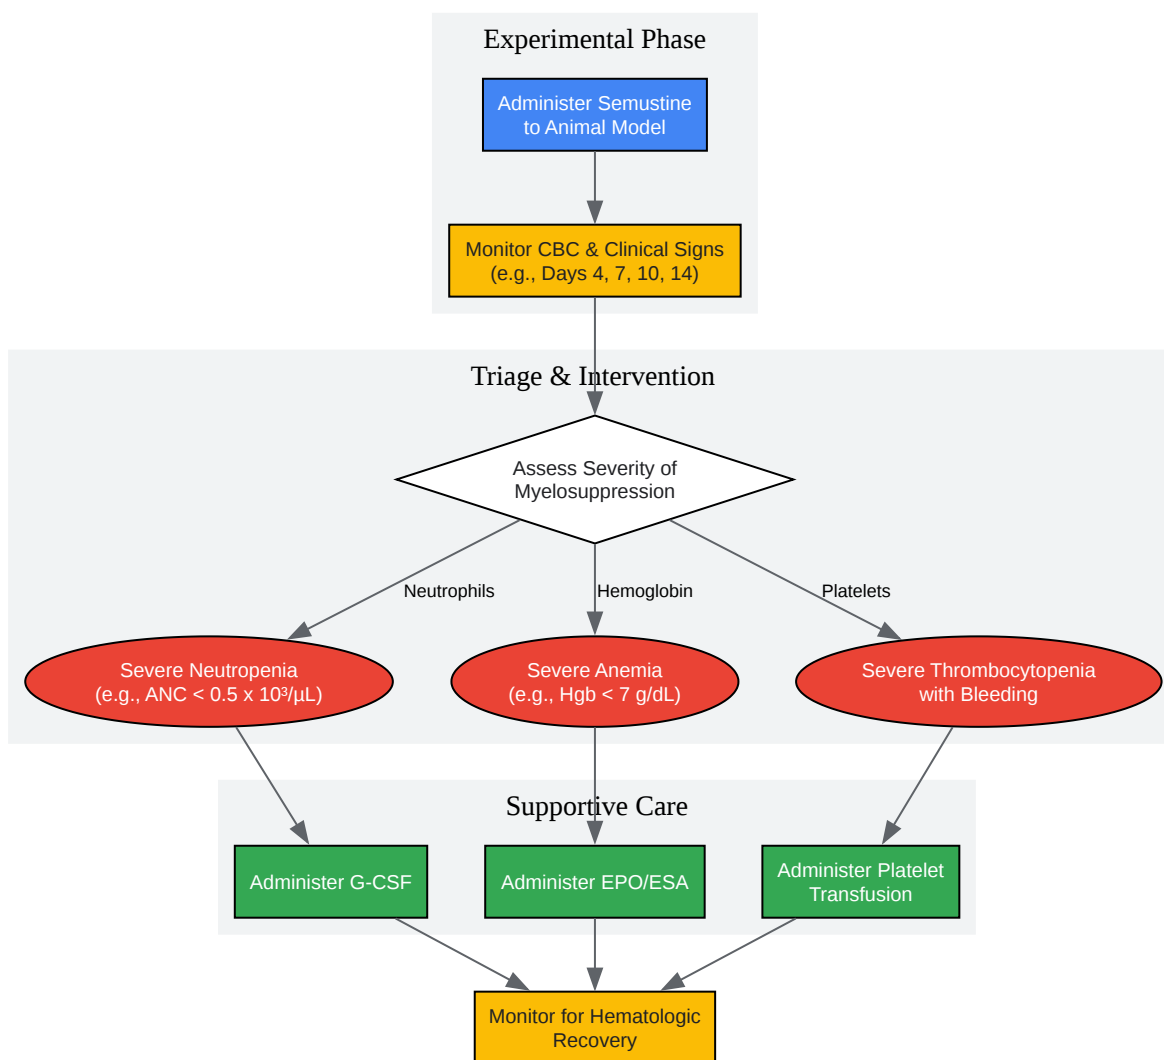 Experimental Phase
Administer Semustine
to Animal Model
Monitor CBC & Clinical Signs
(e.g., Days 4, 7, 10, 14)
Triage & Intervention
Assess Severity of
Myelosuppression
Neutrophils
Hemoglobin
Platelets
Severe Neutropenia
(e.g., ANC < 0.5 x 10³/µL)
Severe Anemia
(e.g., Hgb < 7 g/dL)
Severe Thrombocytopenia
with Bleeding
Supportive Care
Administer G-CSF
Administer EPO/ESA
Administer Platelet
Transfusion
Monitor for Hematologic
Recovery